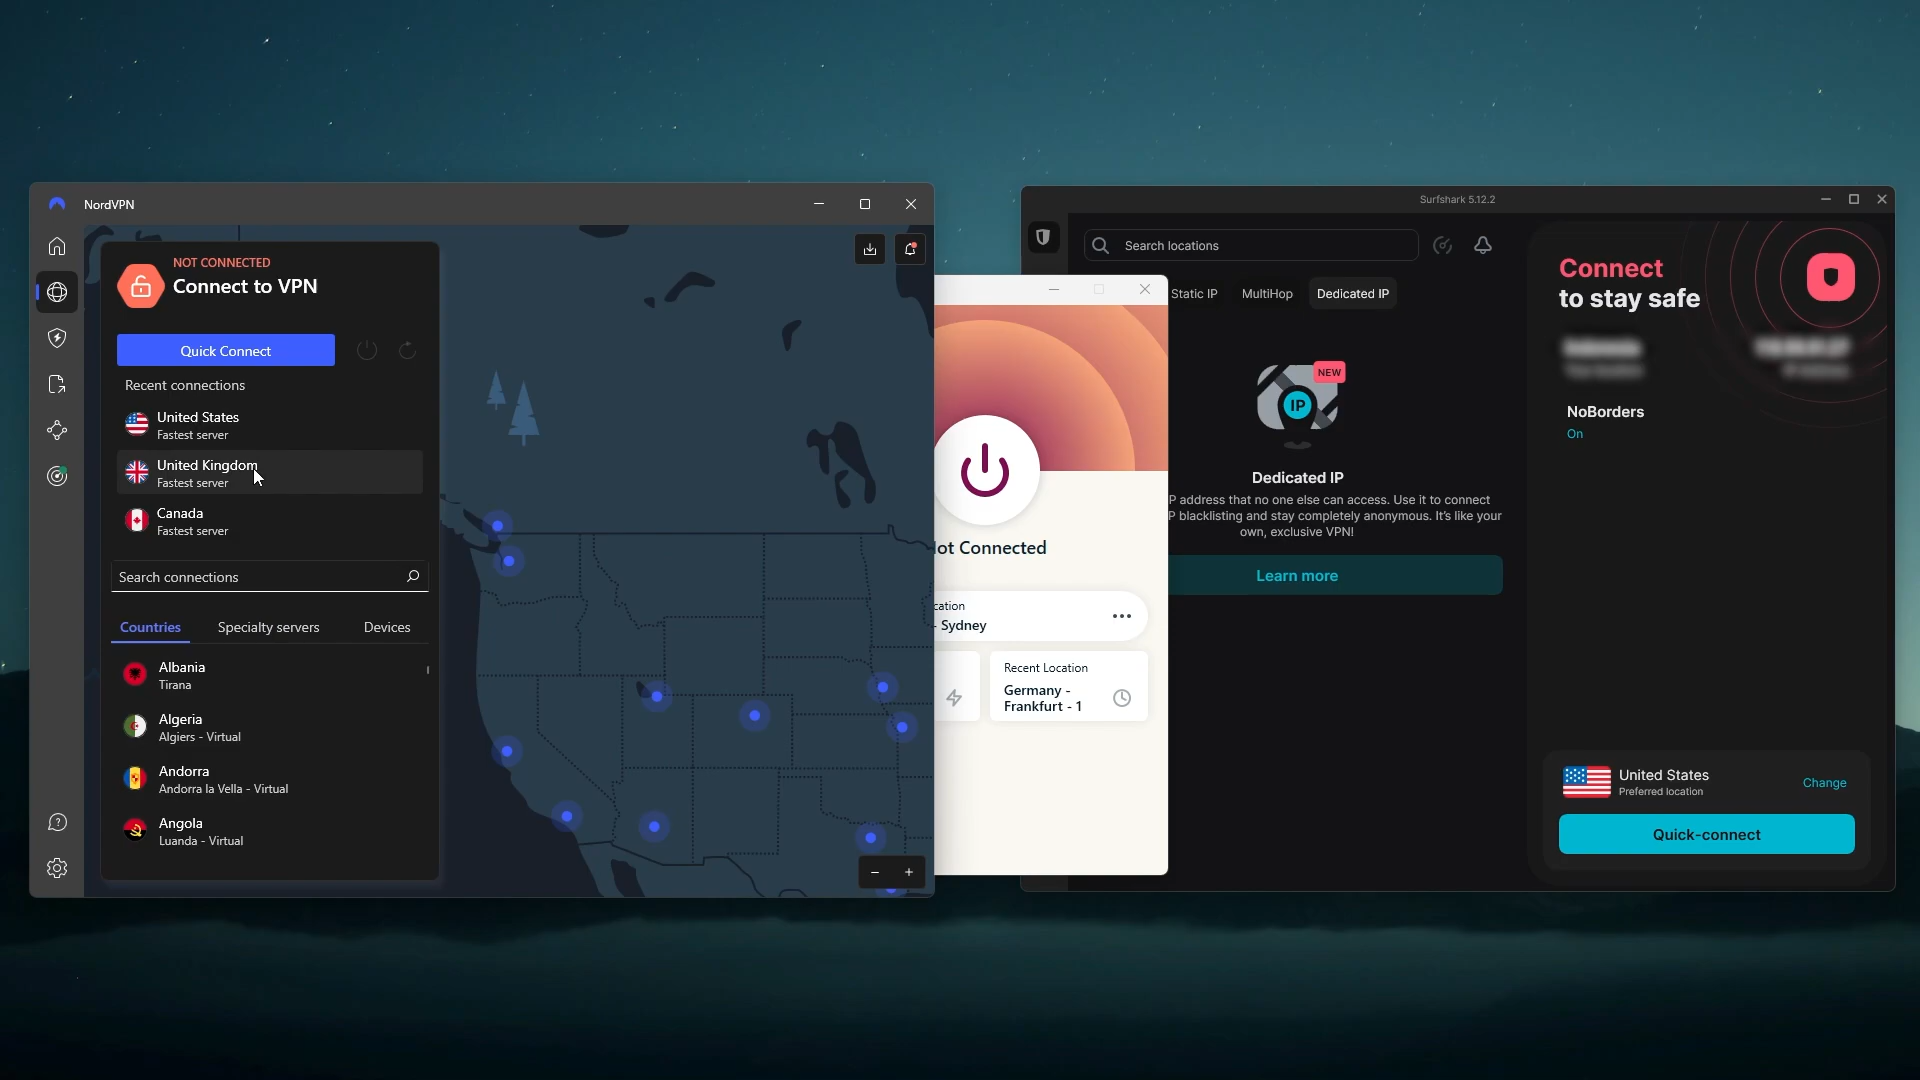 NordVPN
NOT CONNECTED
Connect to VPN
Quick Connect
Recent connections
United States
Fastest server
United Kingdom
Fastest server
Canada
Fastest server
Search connections
Countries
Specialty servers
Devices
Albania
Tirana
Algeria
Algiers - Virtual
Andorra
Andorra la Vella - Virtual
Angola
Luanda - Virtual
ot Connected
cation
- Sydney
Recent Location
Germany -
Frankfurt - 1
Surfshark 5.12.2
Search locations
Static IP
MultiHop
Dedicated IP
NEW
IP
Dedicated IP
P address that no one else can access. Use it to connect
P blacklisting and stay completely anonymous. It's like your
own, exclusive VPN!
Learn more
Connect
to stay safe
NoBorders
On
United States
Preferred location
Change
Quick-connect